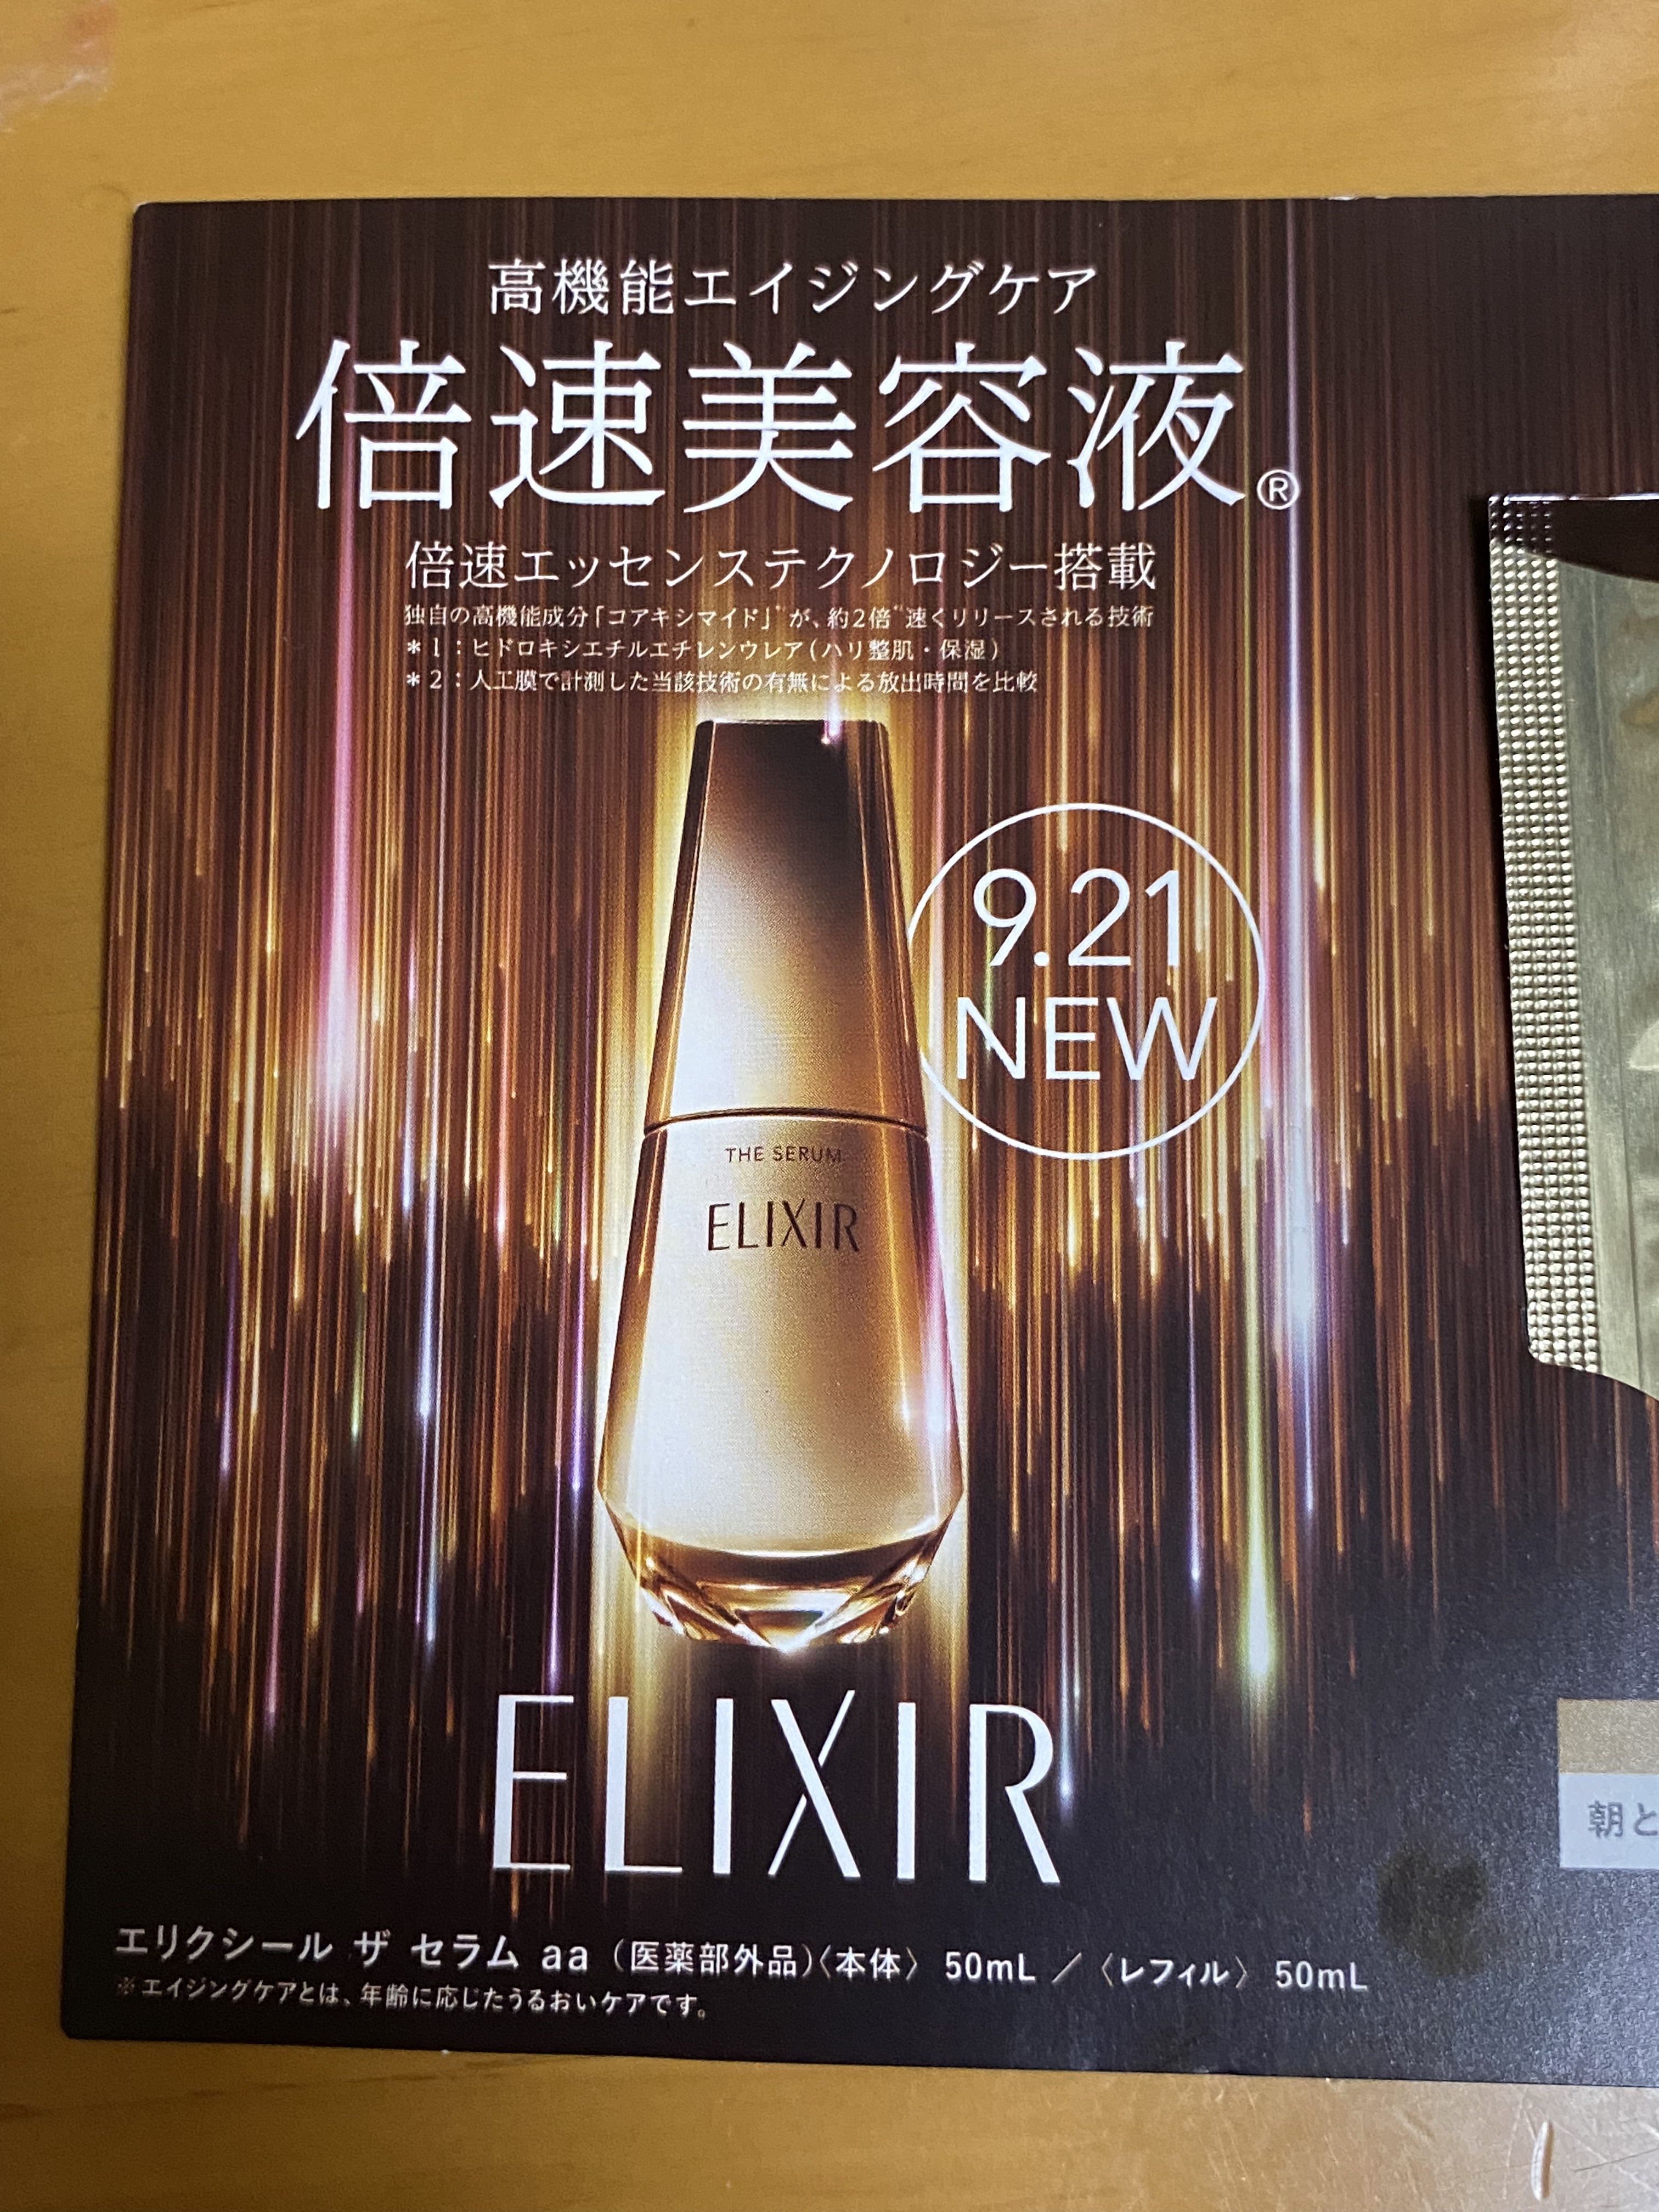 高機能エイジングケア
倍速美容液®
倍速エッセンステクノロジー搭載
独自の高機能成分「コアキシマイド」*1が、約2倍*2速くリリースされる技術
*1：ヒドロキシエチルエチレンウレア(ハリ整肌・保湿)
*2：人工膜で計測した当該技術の有無による放出時間を比較
9.21
NEW
THE SERUM
ELIXIR
ELIXIR
朝と
エリクシール ザ セラム aa (医薬部外品)〈本体〉 50mL ／〈レフィル〉 50mL
※エイジングケアとは、年齢に応じたうるおいケアです。